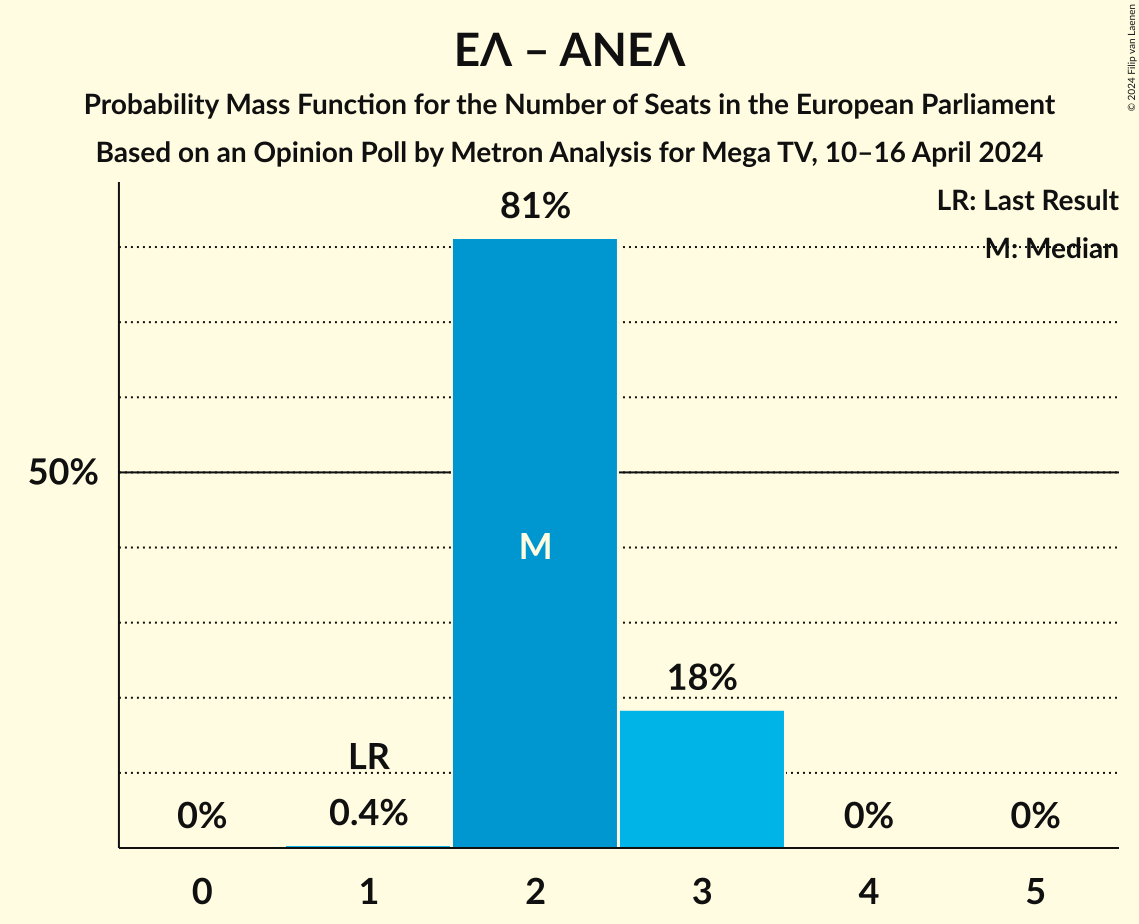 ΕΛ – ΑΝΕΛ
Probability Mass Function for the Number of Seats in the European Parliament
Based on an Opinion Poll by Metron Analysis for Mega TV, 10–16 April 2024
© 2024 Filip van Laenen
LR: Last Result
M: Median
81%
50%
M
18%
LR
0%
0.4%
0%
0%
0
1
2
3
4
5